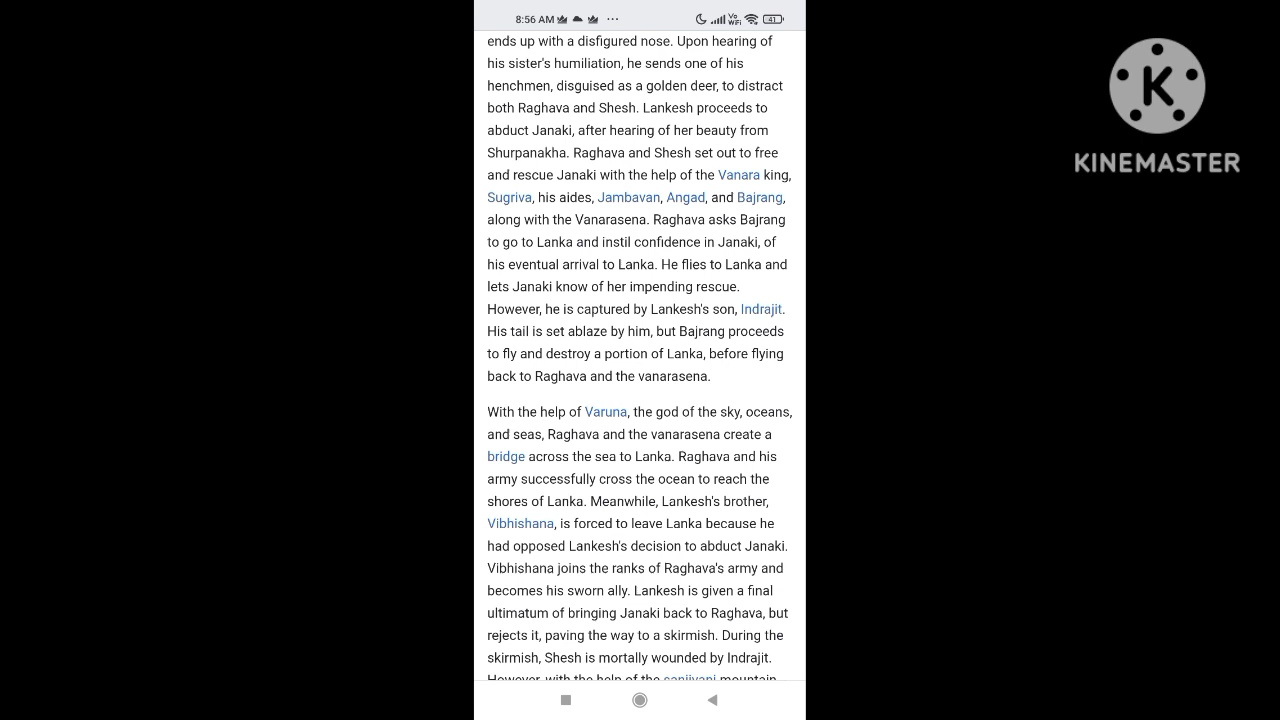 8:56 AM
Vo WiFi
41
ends up with a disfigured nose. Upon hearing of
his sister's humiliation, he sends one of his
henchmen, disguised as a golden deer, to distract
both Raghava and Shesh. Lankesh proceeds to
abduct Janaki, after hearing of her beauty from
Shurpanakha. Raghava and Shesh set out to free
and rescue Janaki with the help of the Vanara king,
Sugriva, his aides, Jambavan, Angad, and Bajrang,
along with the Vanarasena. Raghava asks Bajrang
to go to Lanka and instil confidence in Janaki, of
his eventual arrival to Lanka. He flies to Lanka and
lets Janaki know of her impending rescue.
However, he is captured by Lankesh's son, Indrajit.
His tail is set ablaze by him, but Bajrang proceeds
to fly and destroy a portion of Lanka, before flying
back to Raghava and the vanarasena.
With the help of Varuna, the god of the sky, oceans,
and seas, Raghava and the vanarasena create a
bridge across the sea to Lanka. Raghava and his
army successfully cross the ocean to reach the
shores of Lanka. Meanwhile, Lankesh's brother,
Vibhishana, is forced to leave Lanka because he
had opposed Lankesh's decision to abduct Janaki.
Vibhishana joins the ranks of Raghava's army and
becomes his sworn ally. Lankesh is given a final
ultimatum of bringing Janaki back to Raghava, but
rejects it, paving the way to a skirmish. During the
skirmish, Shesh is mortally wounded by Indrajit.
However, with the help of the sanjivani mountain
K
KINEMASTER